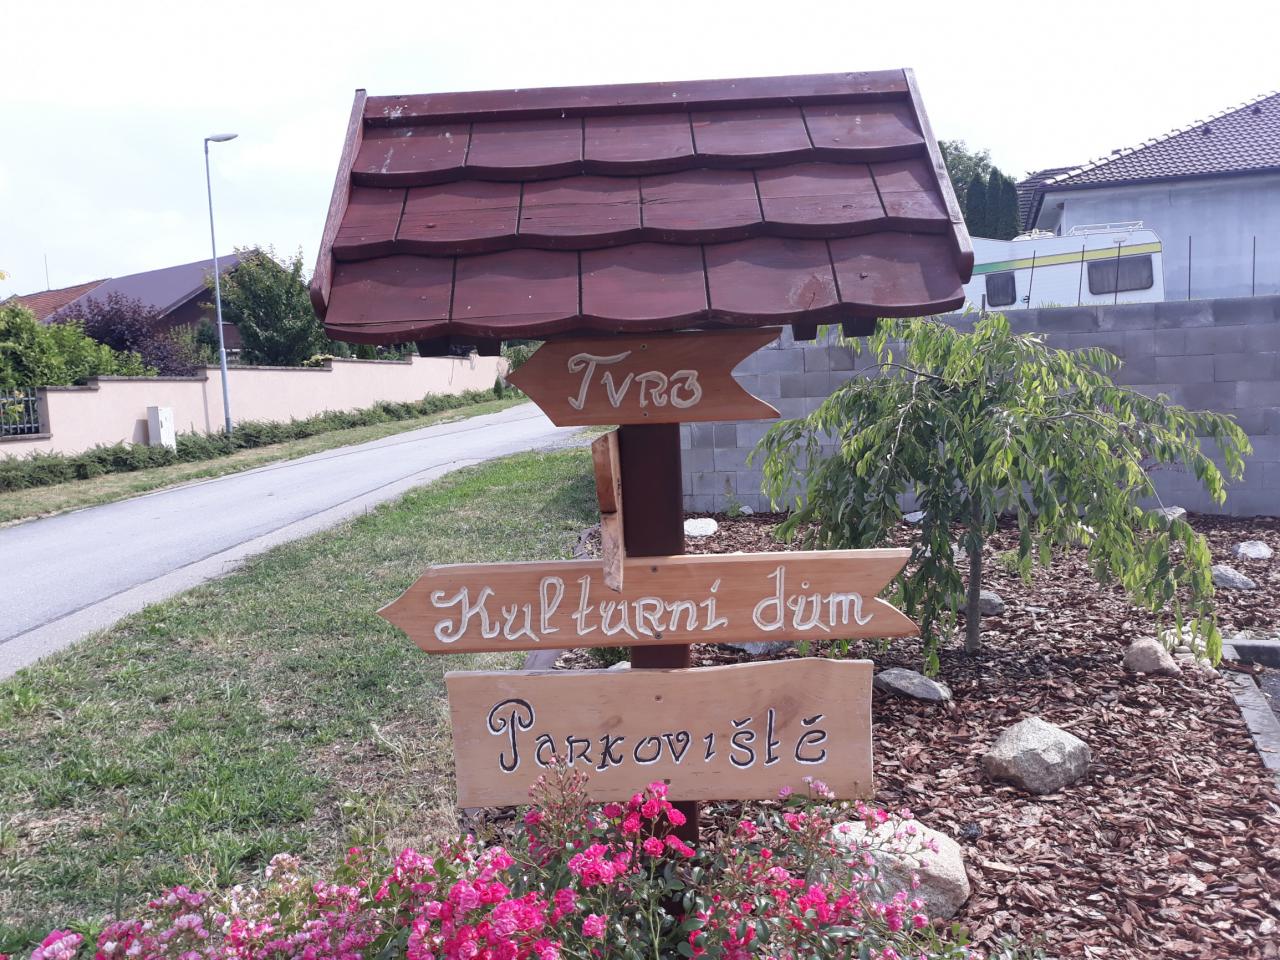 Tvrz
Kulturní dům
Parkoviště